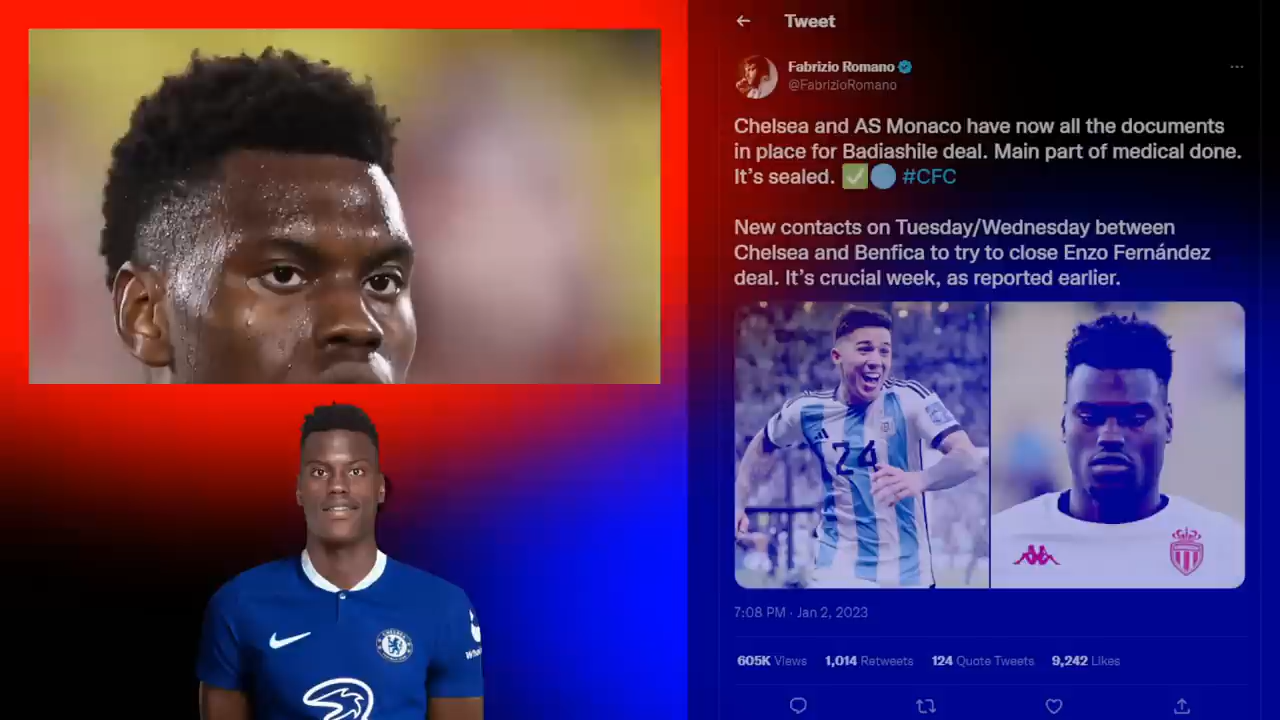 Tweet
Fabrizio Romano
@FabrizioRomano
Chelsea and AS Monaco have now all the documents
in place for Badiashile deal. Main part of medical done.
It's sealed. ✅🔵 #CFC
New contacts on Tuesday/Wednesday between
Chelsea and Benfica to try to close Enzo Fernández
deal. It's crucial week, as reported earlier.
24
7:08 PM · Jan 2, 2023
605K Views 1,014 Retweets 124 Quote Tweets 9,242 Likes
CHELSEA
3